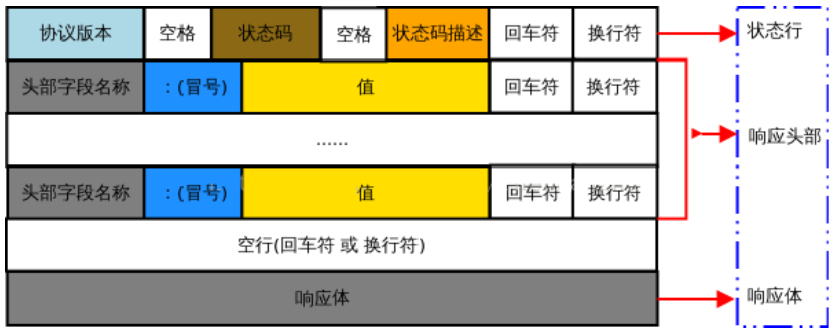 协议版本 空格 状态码 空格 状态码描述 回车符 换行符 状态行
头部字段名称 :(冒号) 值 回车符 换行符
...... 响应头部
头部字段名称 :(冒号) 值 回车符 换行符
空行(回车符 或 换行符)
响应体 响应体